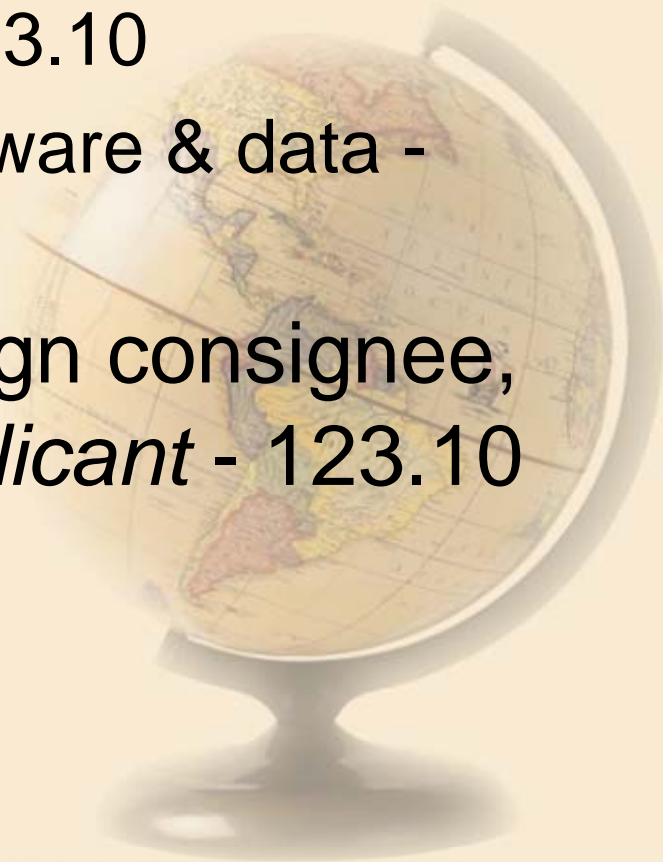 3.10
ware & data -
gn consignee,
licant - 123.10